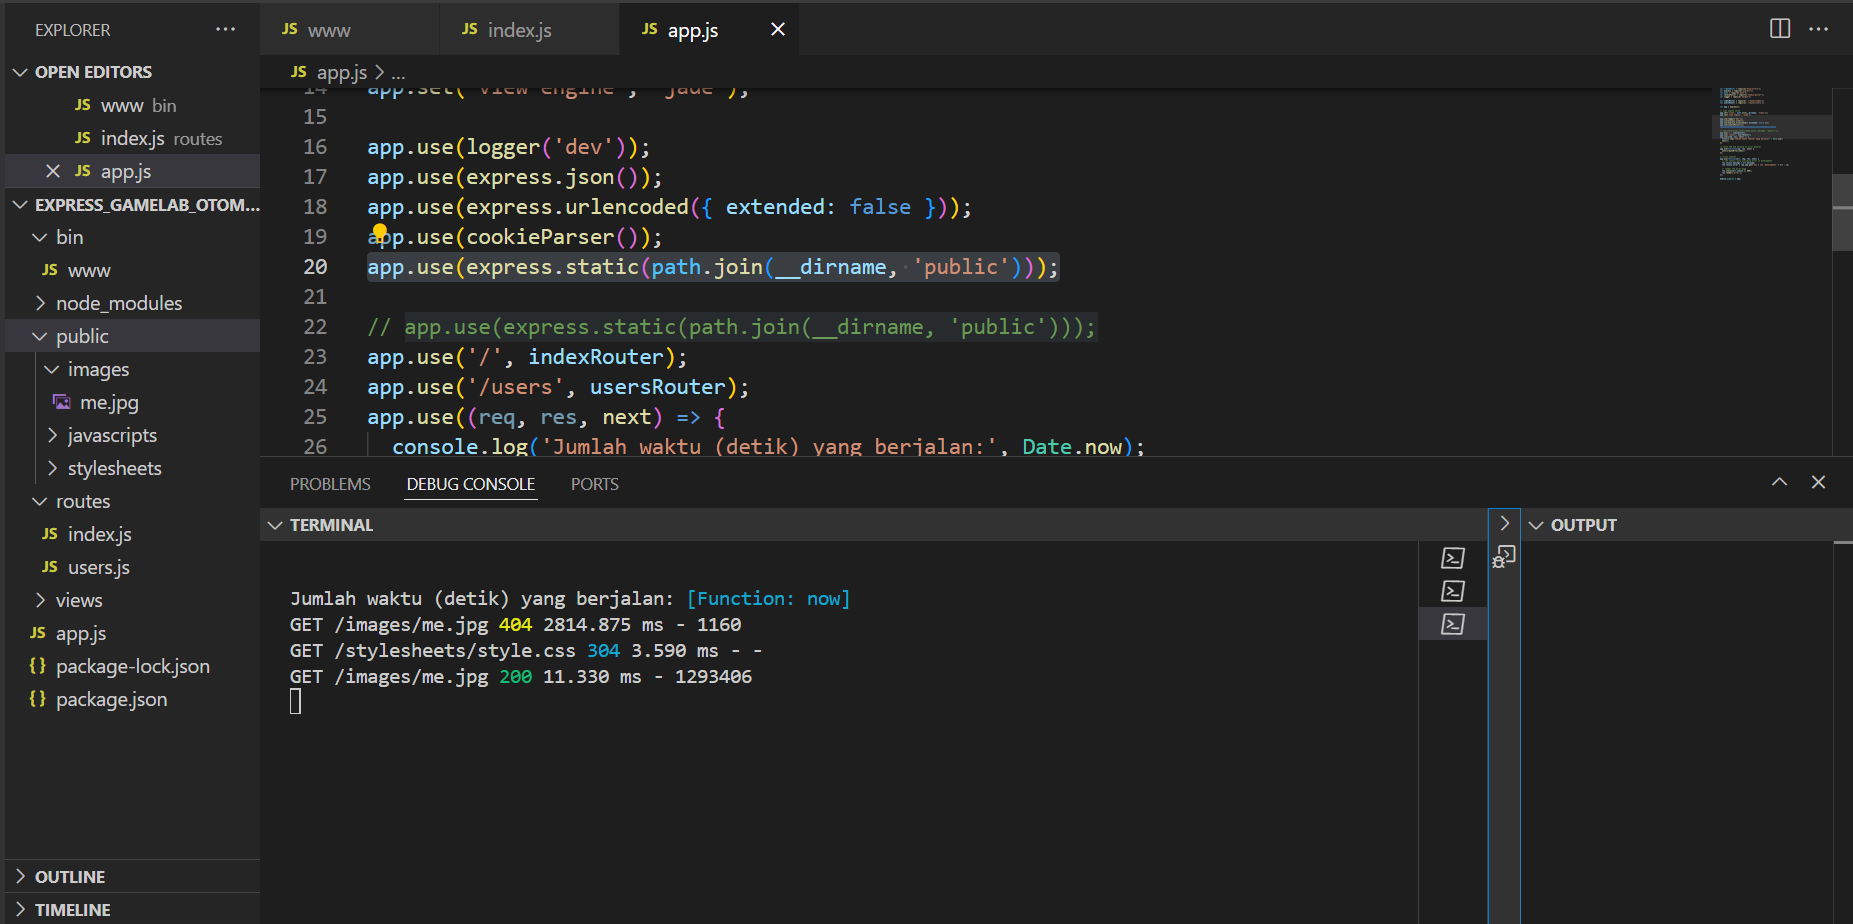 EXPLORER
OPEN EDITORS
JS www bin
JS index.js routes
JS app.js
EXPRESS_GAMELAB_OTOM...
bin
JS www
node_modules
public
images
me.jpg
javascripts
stylesheets
routes
JS index.js
JS users.js
views
JS app.js
{} package-lock.json
{} package.json
OUTLINE
TIMELINE
JS www
JS index.js
JS app.js
JS app.js > ...
14 app.set('view engine', 'jade');
15
16 app.use(logger('dev'));
17 app.use(express.json());
18 app.use(express.urlencoded({ extended: false }));
19 app.use(cookieParser());
20 app.use(express.static(path.join(__dirname, 'public')));
21
22 // app.use(express.static(path.join(__dirname, 'public')));
23 app.use('/', indexRouter);
24 app.use('/users', usersRouter);
25 app.use((req, res, next) => {
26 console.log('Jumlah waktu (detik) yang berjalan:', Date.now);
PROBLEMS
DEBUG CONSOLE
PORTS
TERMINAL
Jumlah waktu (detik) yang berjalan: [Function: now]
GET /images/me.jpg 404 2814.875 ms - 1160
GET /stylesheets/style.css 304 3.590 ms - -
GET /images/me.jpg 200 11.330 ms - 1293406
OUTPUT